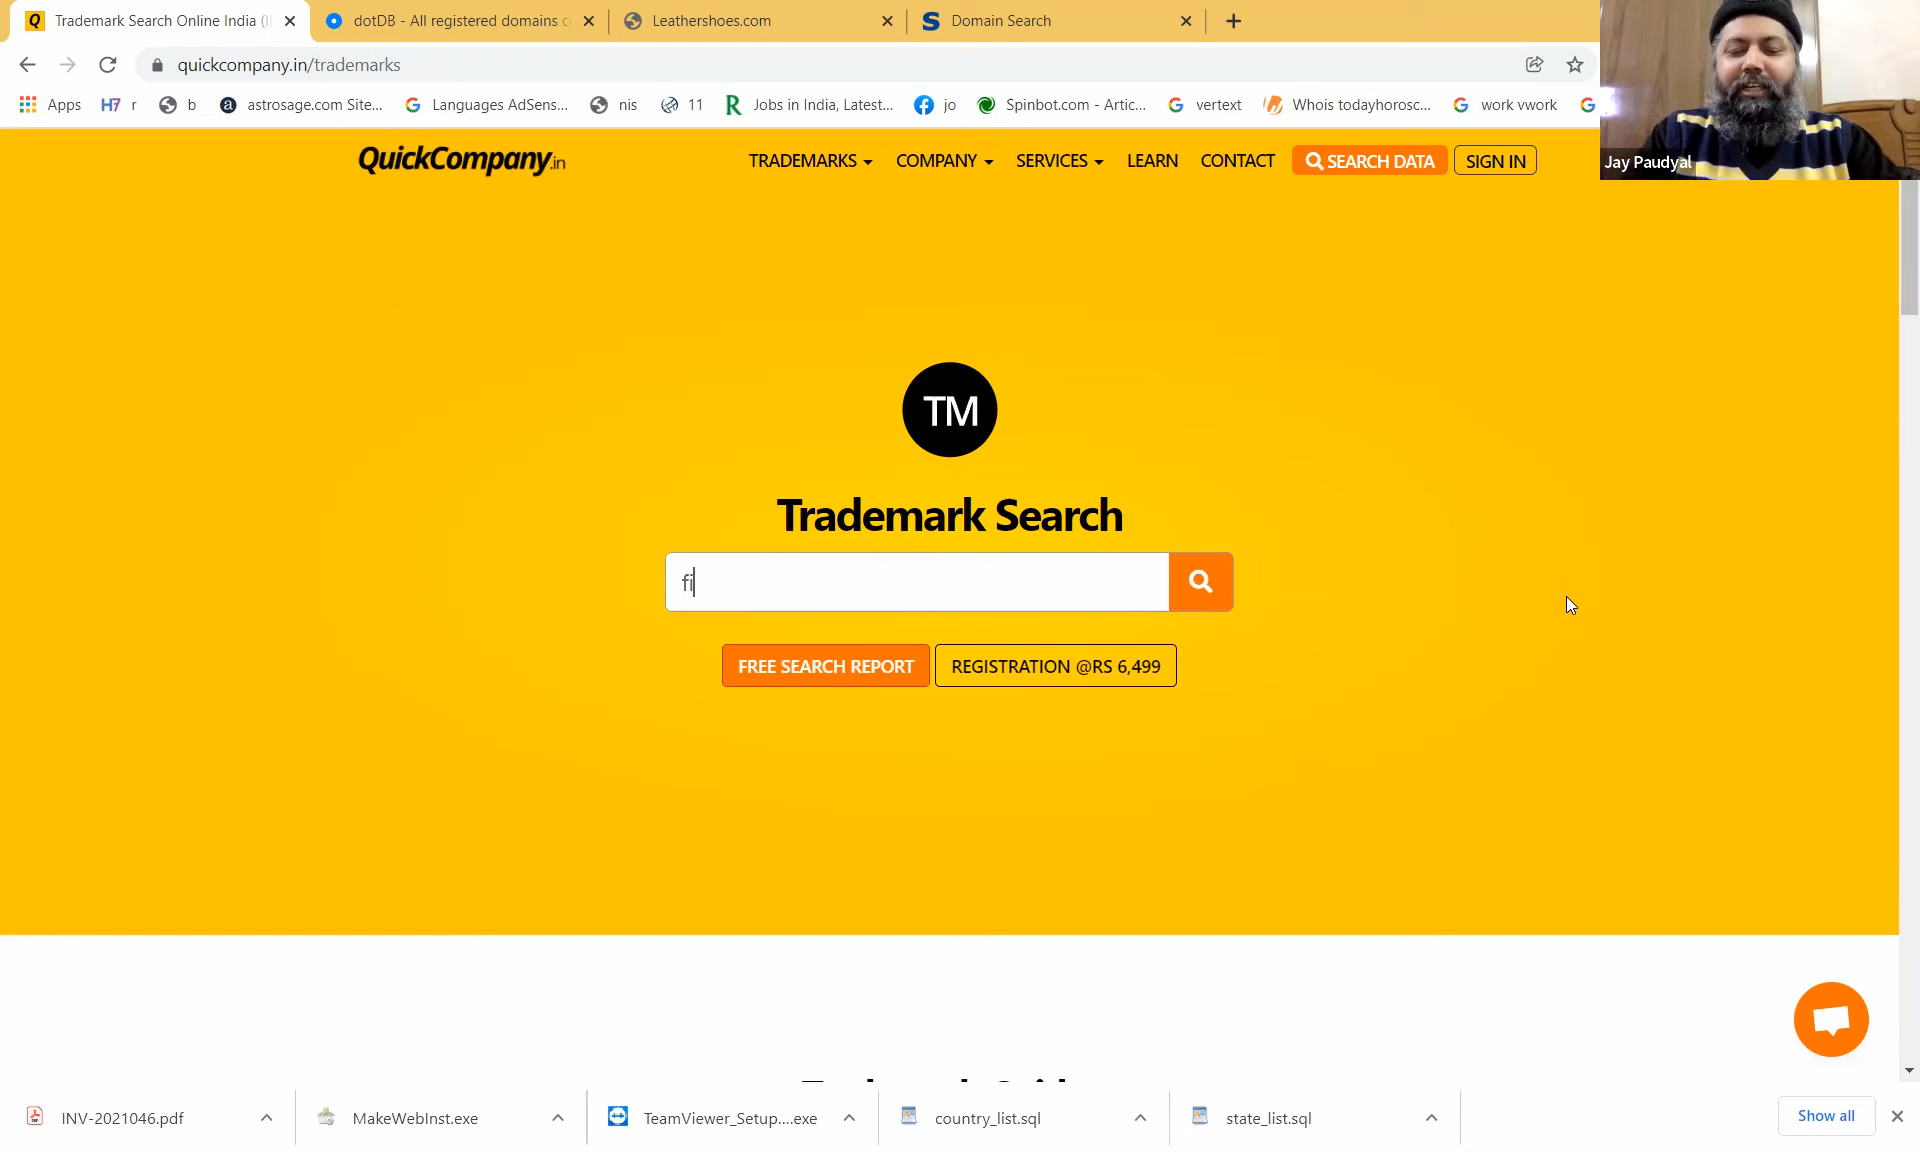 Trademark Search Online India (I
dotDB - All registered domains c
Leathershoes.com
Domain Search
quickcompany.in/trademarks
Apps
r
b
astrosage.com Site...
Languages AdSens...
nis
11
Jobs in India, Latest...
jo
Spinbot.com - Artic...
vertext
Whois todayhorosc...
work vwork
Jay Paudyal
QuickCompany.in
TRADEMARKS
COMPANY
SERVICES
LEARN
CONTACT
SEARCH DATA
SIGN IN
TM
Trademark Search
fi
FREE SEARCH REPORT
REGISTRATION @RS 6,499
INV-2021046.pdf
MakeWebInst.exe
TeamViewer_Setup....exe
country_list.sql
state_list.sql
Show all